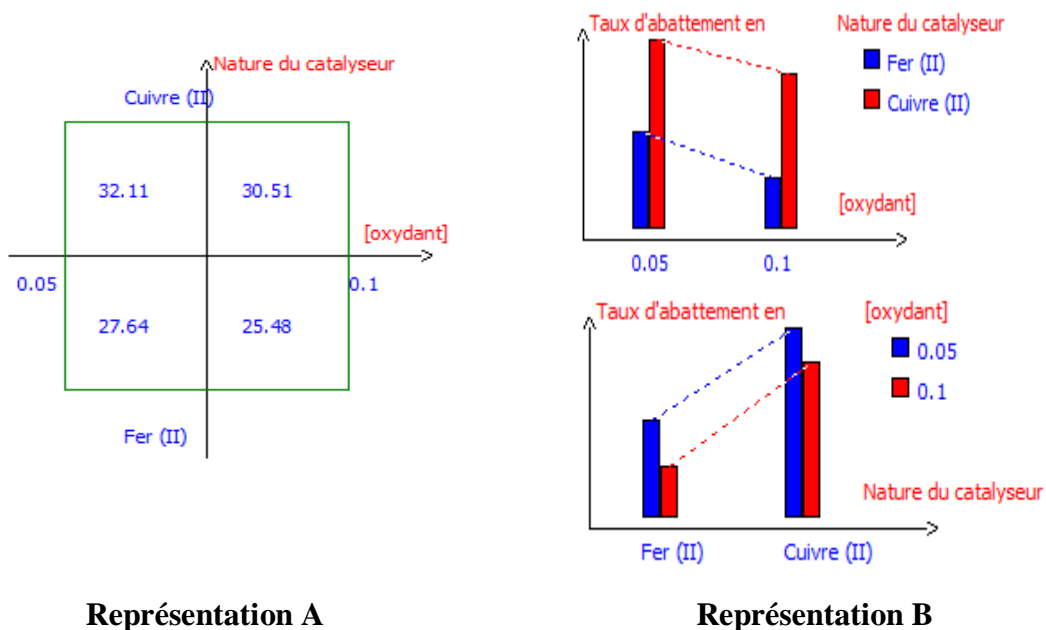 Nature du catalyseur
Cuivre (II)
32.11 30.51
[oxydant]
0.05 0.1
27.64 25.48
Fer (II)
Représentation A
Taux d'abattement en
Nature du catalyseur
Fer (II)
Cuivre (II)
[oxydant]
0.05 0.1
Taux d'abattement en
[oxydant]
0.05
0.1
Nature du catalyseur
Fer (II) Cuivre (II)
Représentation B